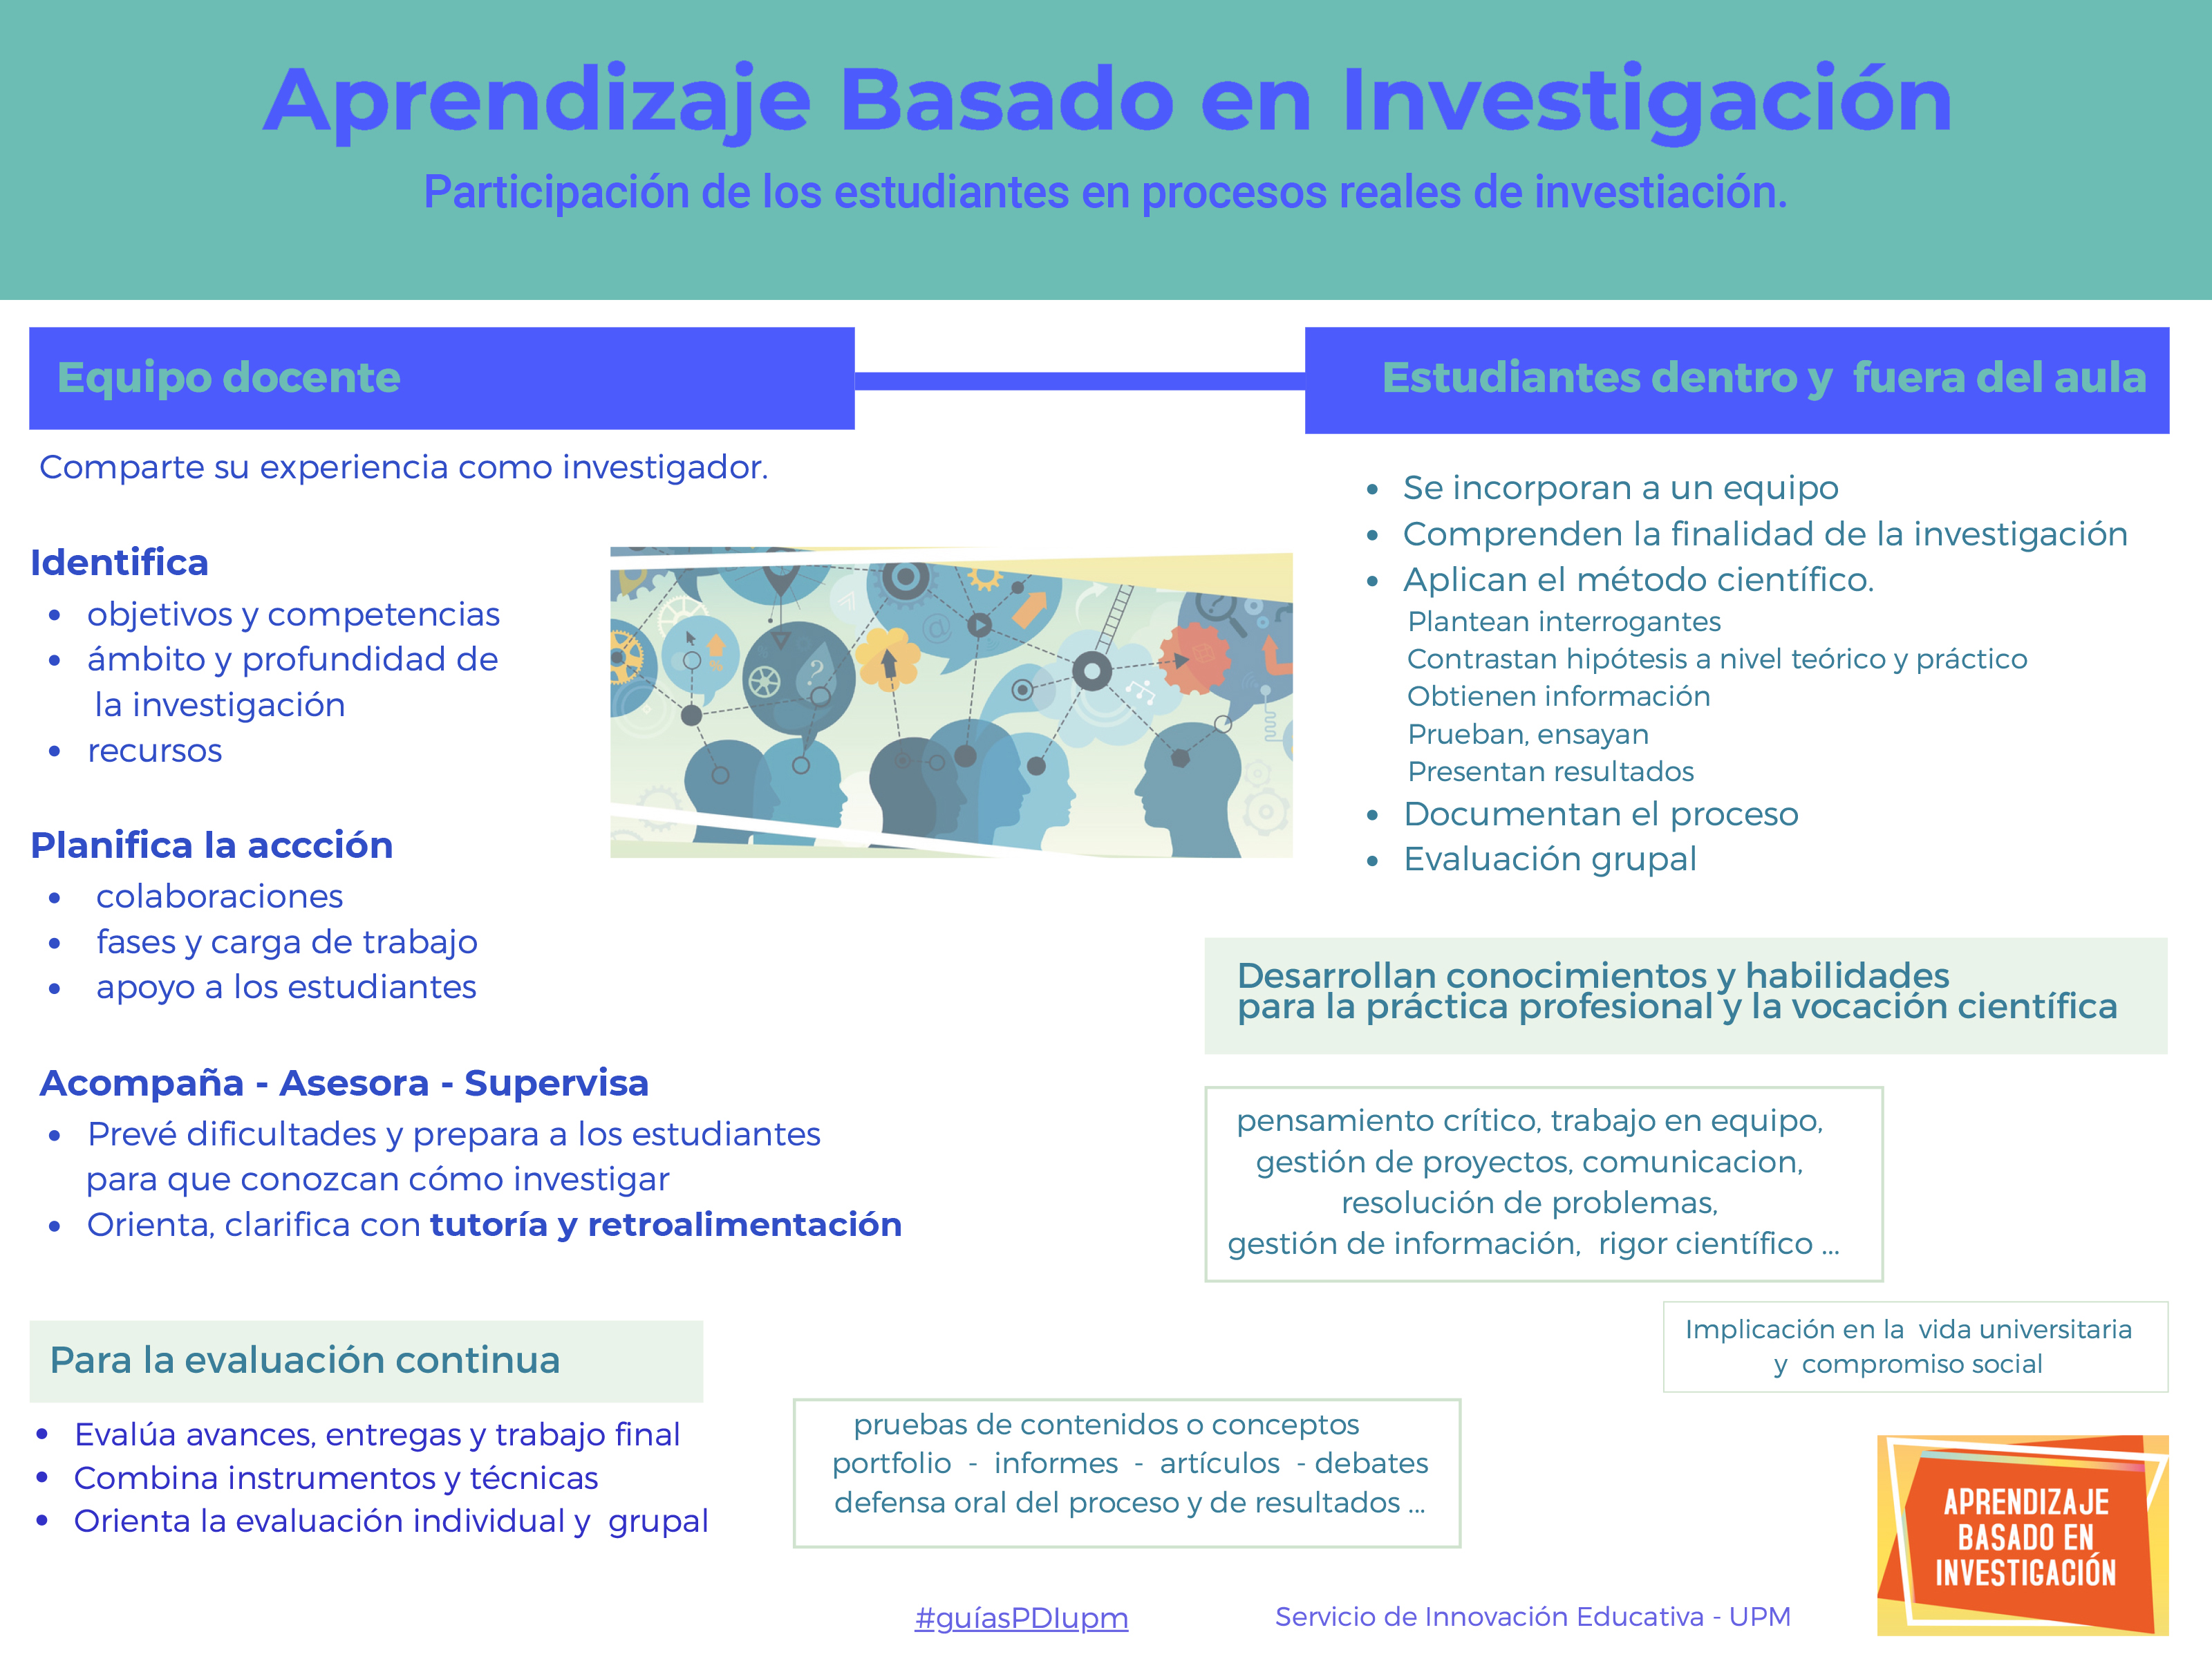 Aprendizaje Basado en Investigación
Participación de los estudiantes en procesos reales de investiación.
Equipo docente
Comparte su experiencia como investigador.
Identifica
• objetivos y competencias
• ámbito y profundidad de
la investigación
• recursos
Planifica la accción
• colaboraciones
• fases y carga de trabajo
• apoyo a los estudiantes
Acompaña - Asesora - Supervisa
• Prevé dificultades y prepara a los estudiantes
para que conozcan cómo investigar
• Orienta, clarifica con tutoría y retroalimentación
Para la evaluación continua
• Evalúa avances, entregas y trabajo final
• Combina instrumentos y técnicas
• Orienta la evaluación individual y grupal
pruebas de contenidos o conceptos
portfolio - informes - artículos - debates
defensa oral del proceso y de resultados ...
Estudiantes dentro y fuera del aula
• Se incorporan a un equipo
• Comprenden la finalidad de la investigación
• Aplican el método científico.
Plantean interrogantes
Contrastan hipótesis a nivel teórico y práctico
Obtienen información
Prueban, ensayan
Presentan resultados
• Documentan el proceso
• Evaluación grupal
Desarrollan conocimientos y habilidades
para la práctica profesional y la vocación científica
pensamiento crítico, trabajo en equipo,
gestión de proyectos, comunicacion,
resolución de problemas,
gestión de información, rigor científico ...
Implicación en la vida universitaria
y compromiso social
APRENDIZAJE
BASADO EN
INVESTIGACIÓN
#guíasPDIupm
Servicio de Innovación Educativa - UPM